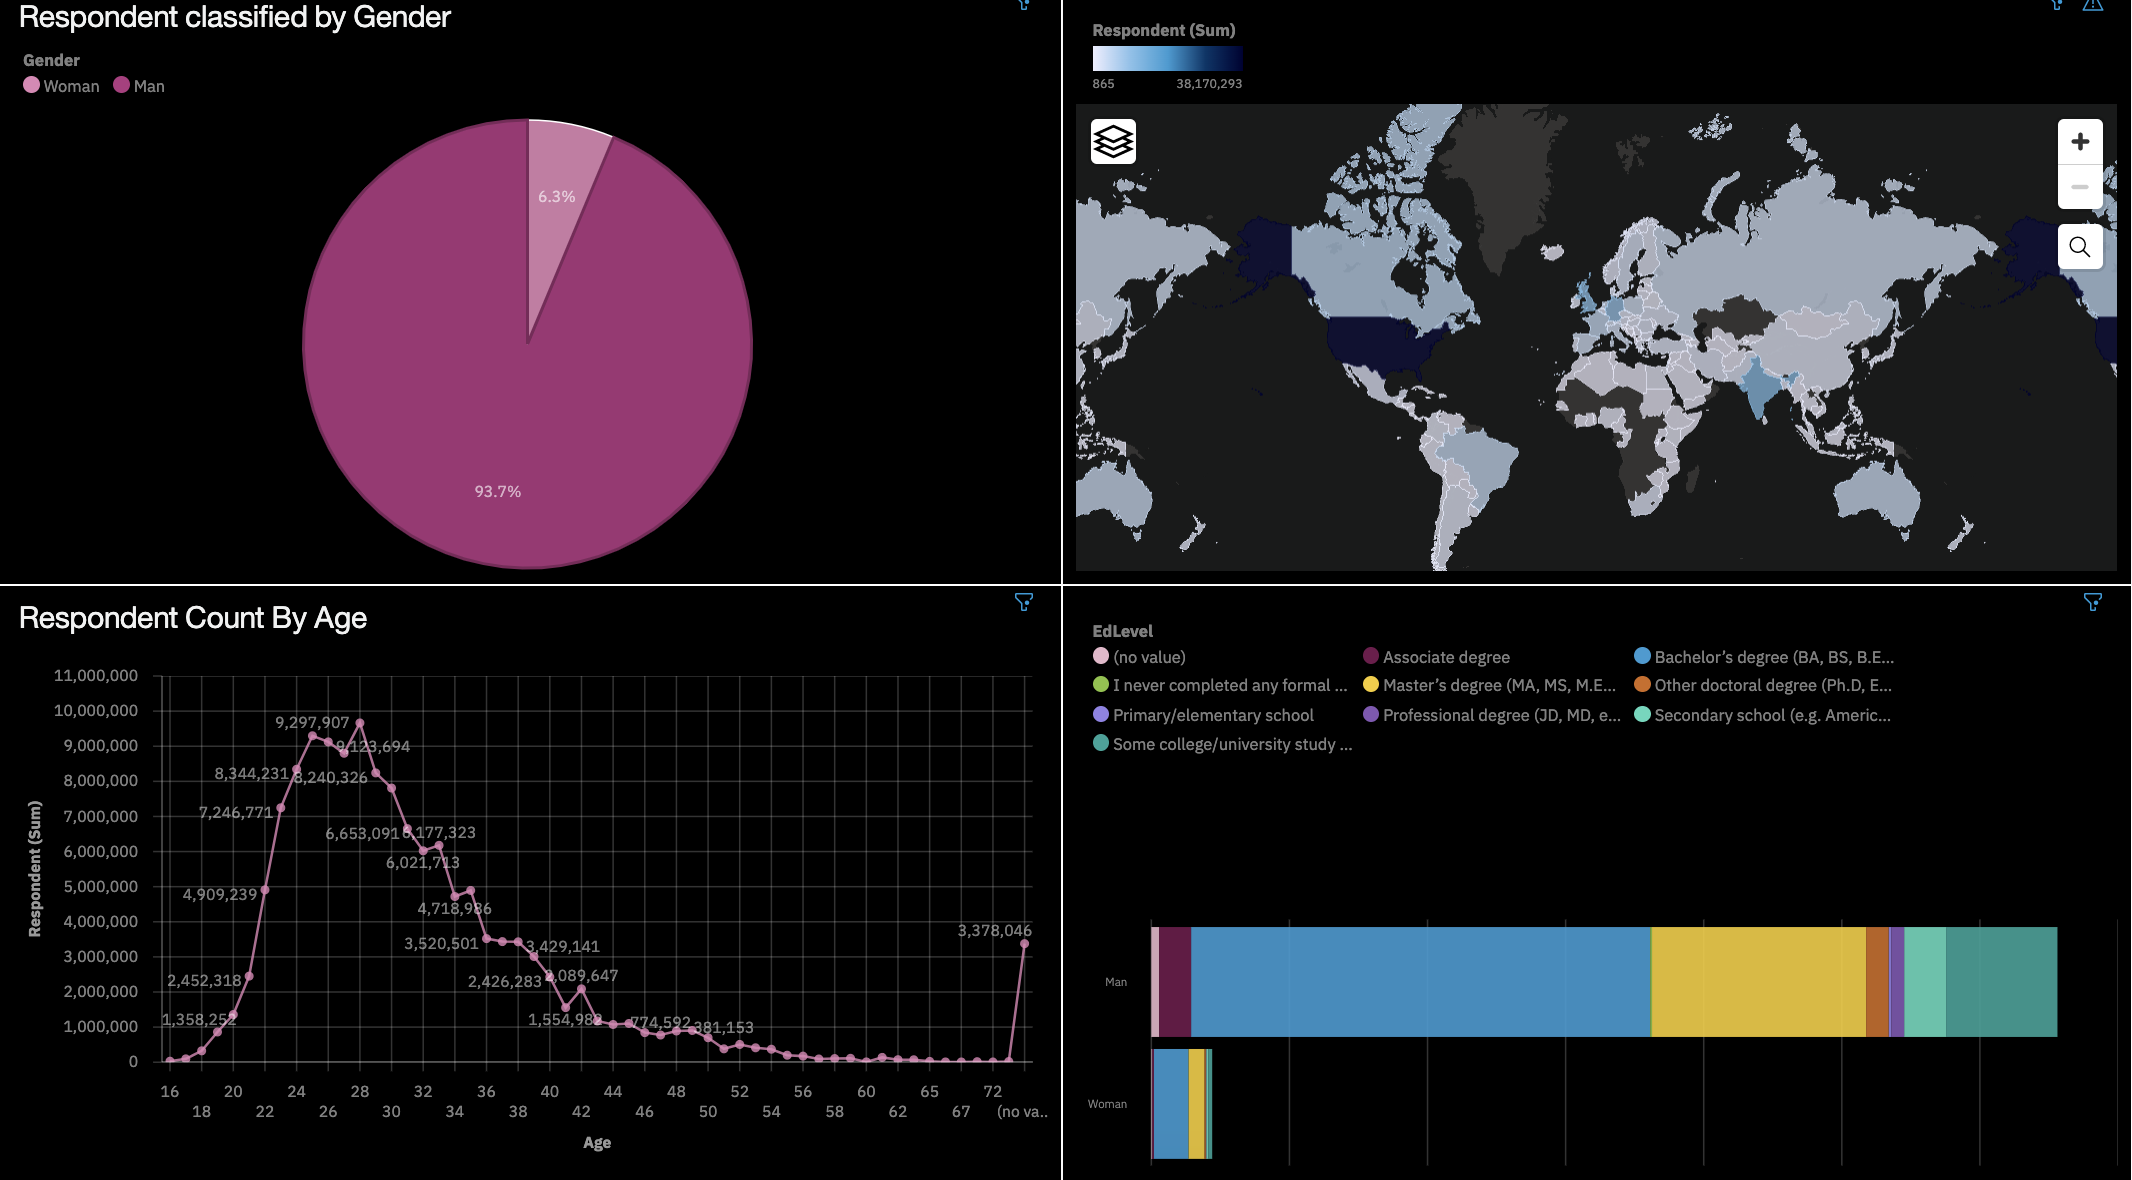 Respondent classified by Gender
Gender
Woman Man
6.3%
93.7%
Respondent (Sum)
865 38,170,293
Respondent Count By Age
Respondent (Sum)
11,000,000
10,000,000
9,000,000
8,000,000
7,000,000
6,000,000
5,000,000
4,000,000
3,000,000
2,000,000
1,000,000
0
9,297,907
9,123,694
8,344,231
8,240,326
7,246,771
6,653,091
6,177,323
6,021,713
4,909,239
4,718,986
3,520,501
3,429,141
3,378,046
2,452,318
2,426,283
2,089,647
1,358,252
1,554,982
774,592
381,153
16 20 24 28 32 36 40 44 48 52 56 60 65 72
18 22 26 30 34 38 42 46 50 54 58 62 67 (no va..
Age
EdLevel
(no value) Associate degree Bachelor’s degree (BA, BS, B.E...
I never completed any formal ... Master’s degree (MA, MS, M.E... Other doctoral degree (Ph.D, E...
Primary/elementary school Professional degree (JD, MD, e... Secondary school (e.g. Americ...
Some college/university study ...
Man
Woman